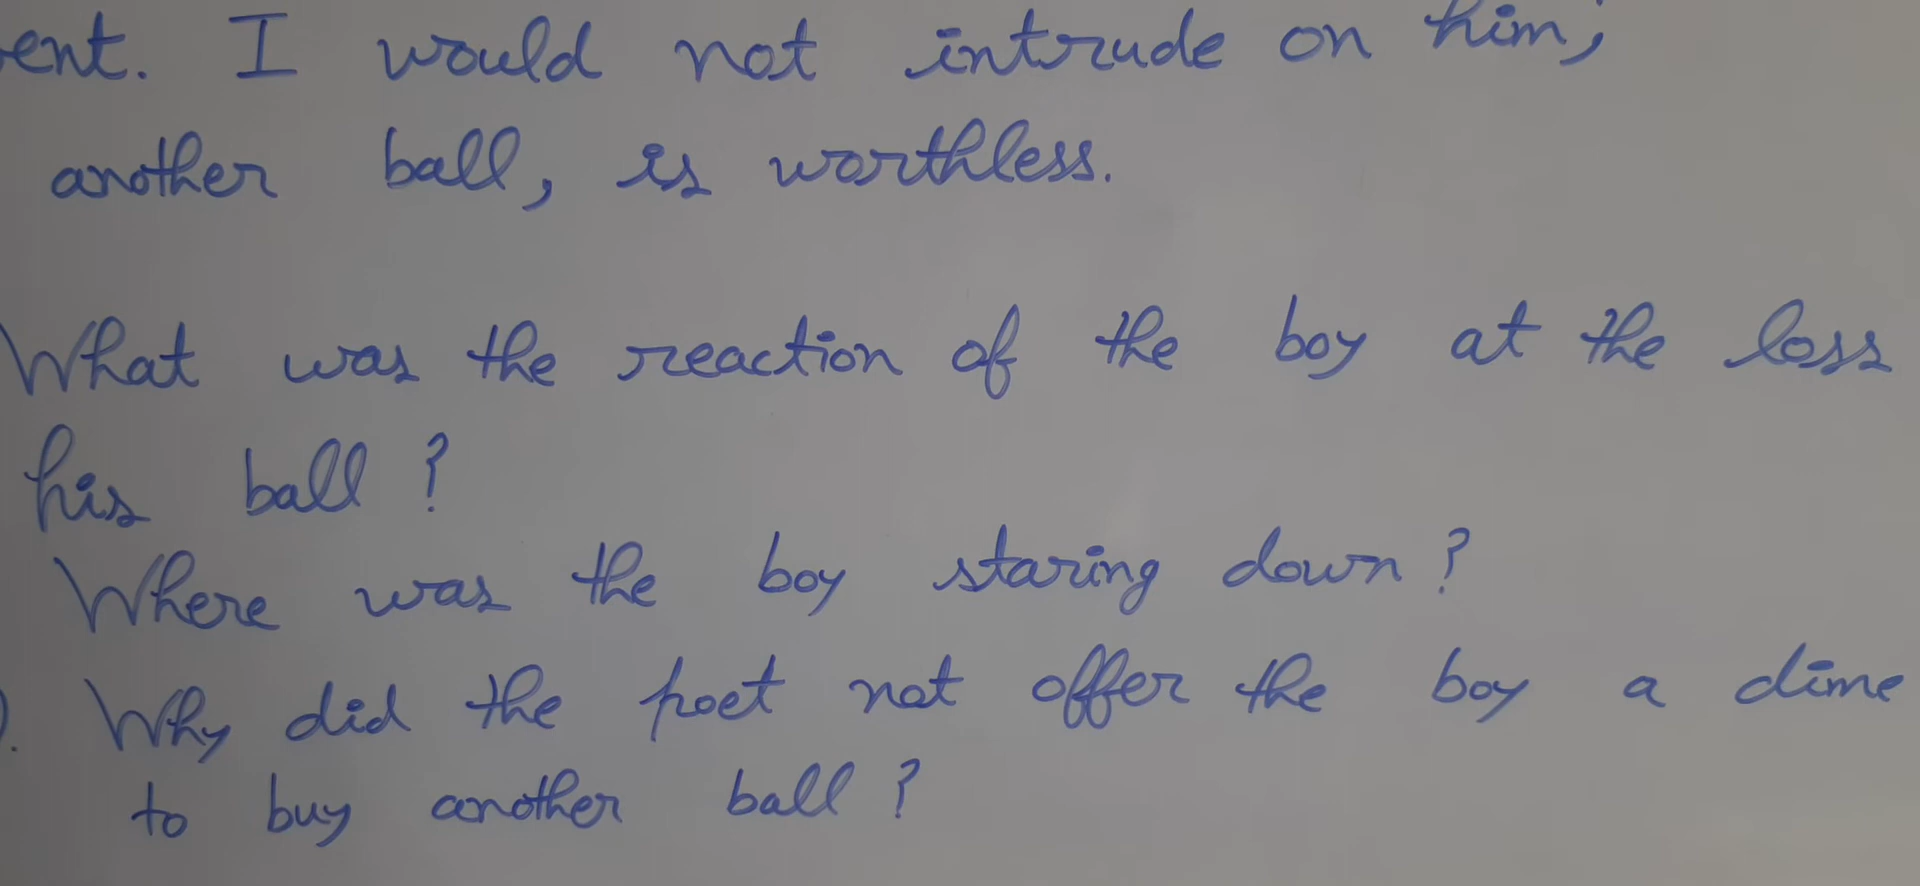 ent. I would not intrude on him;
another ball, is worthless.
What was the reaction of the boy at the loss
his ball?
Where was the boy staring down?
). Why did the poet not offer the boy a dime
to buy another ball?